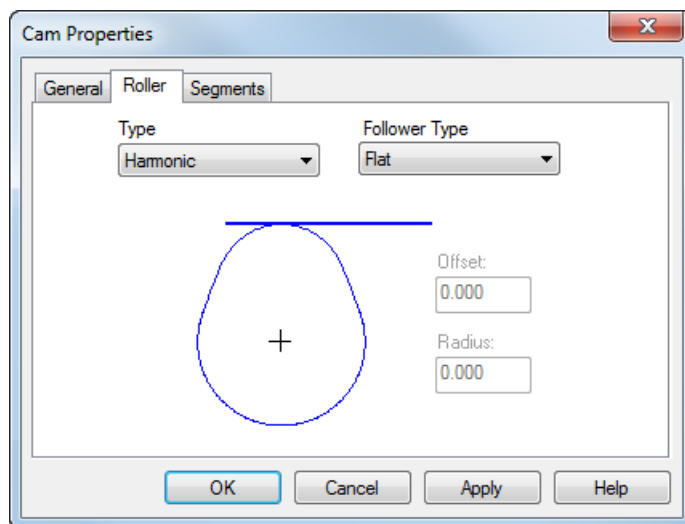 Cam Properties
General Roller Segments
Type Follower Type
Harmonic Flat
Offset:
0.000
Radius:
0.000
OK Cancel Apply Help